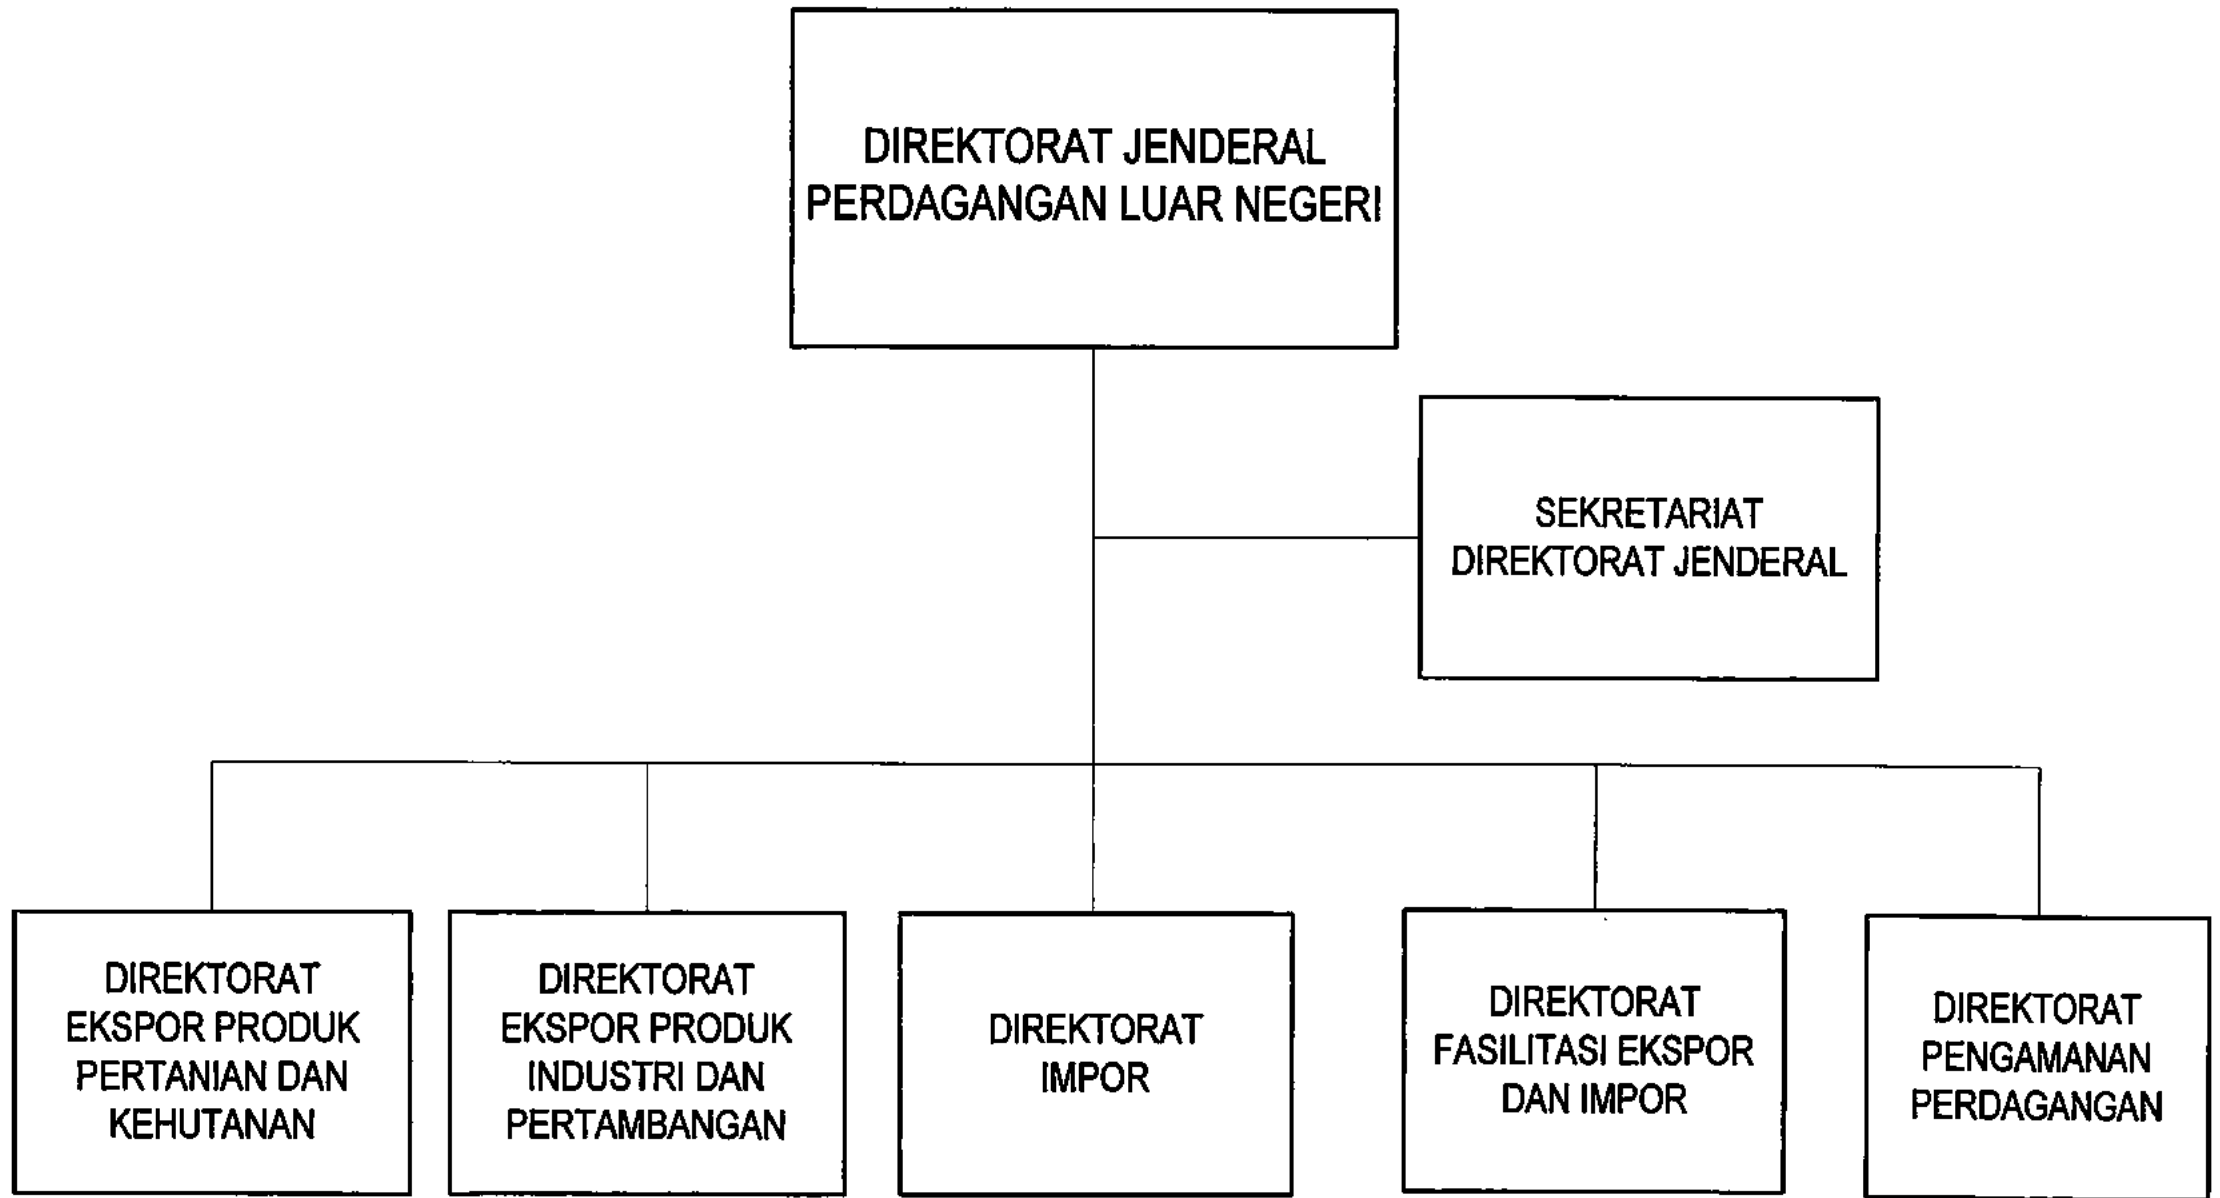 DIREKTORAT JENDERAL
PERDAGANGAN LUAR NEGERI
SEKRETARIAT
DIREKTORAT JENDERAL
DIREKTORAT
EKSPOR PRODUK
PERTANIAN DAN
KEHUTANAN
DIREKTORAT
EKSPOR PRODUK
INDUSTRI DAN
PERTAMBANGAN
DIREKTORAT
IMPOR
DIREKTORAT
FASILITASI EKSPOR
DAN IMPOR
DIREKTORAT
PENGAMANAN
PERDAGANGAN